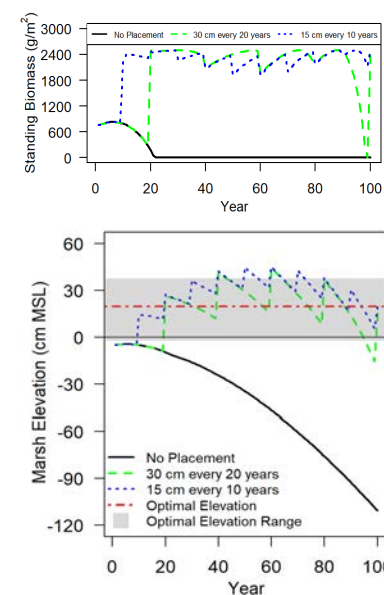 Standing Biomass (g/m²)
3000
2400
1800
1200
600
0
No Placement 30 cm every 20 years 15 cm every 10 years
0 20 40 60 80 100
Year
Marsh Elevation (cm MSL)
60
30
0
-30
-60
-90
-120
No Placement
30 cm every 20 years
15 cm every 10 years
Optimal Elevation
Optimal Elevation Range
0 20 40 60 80 100
Year